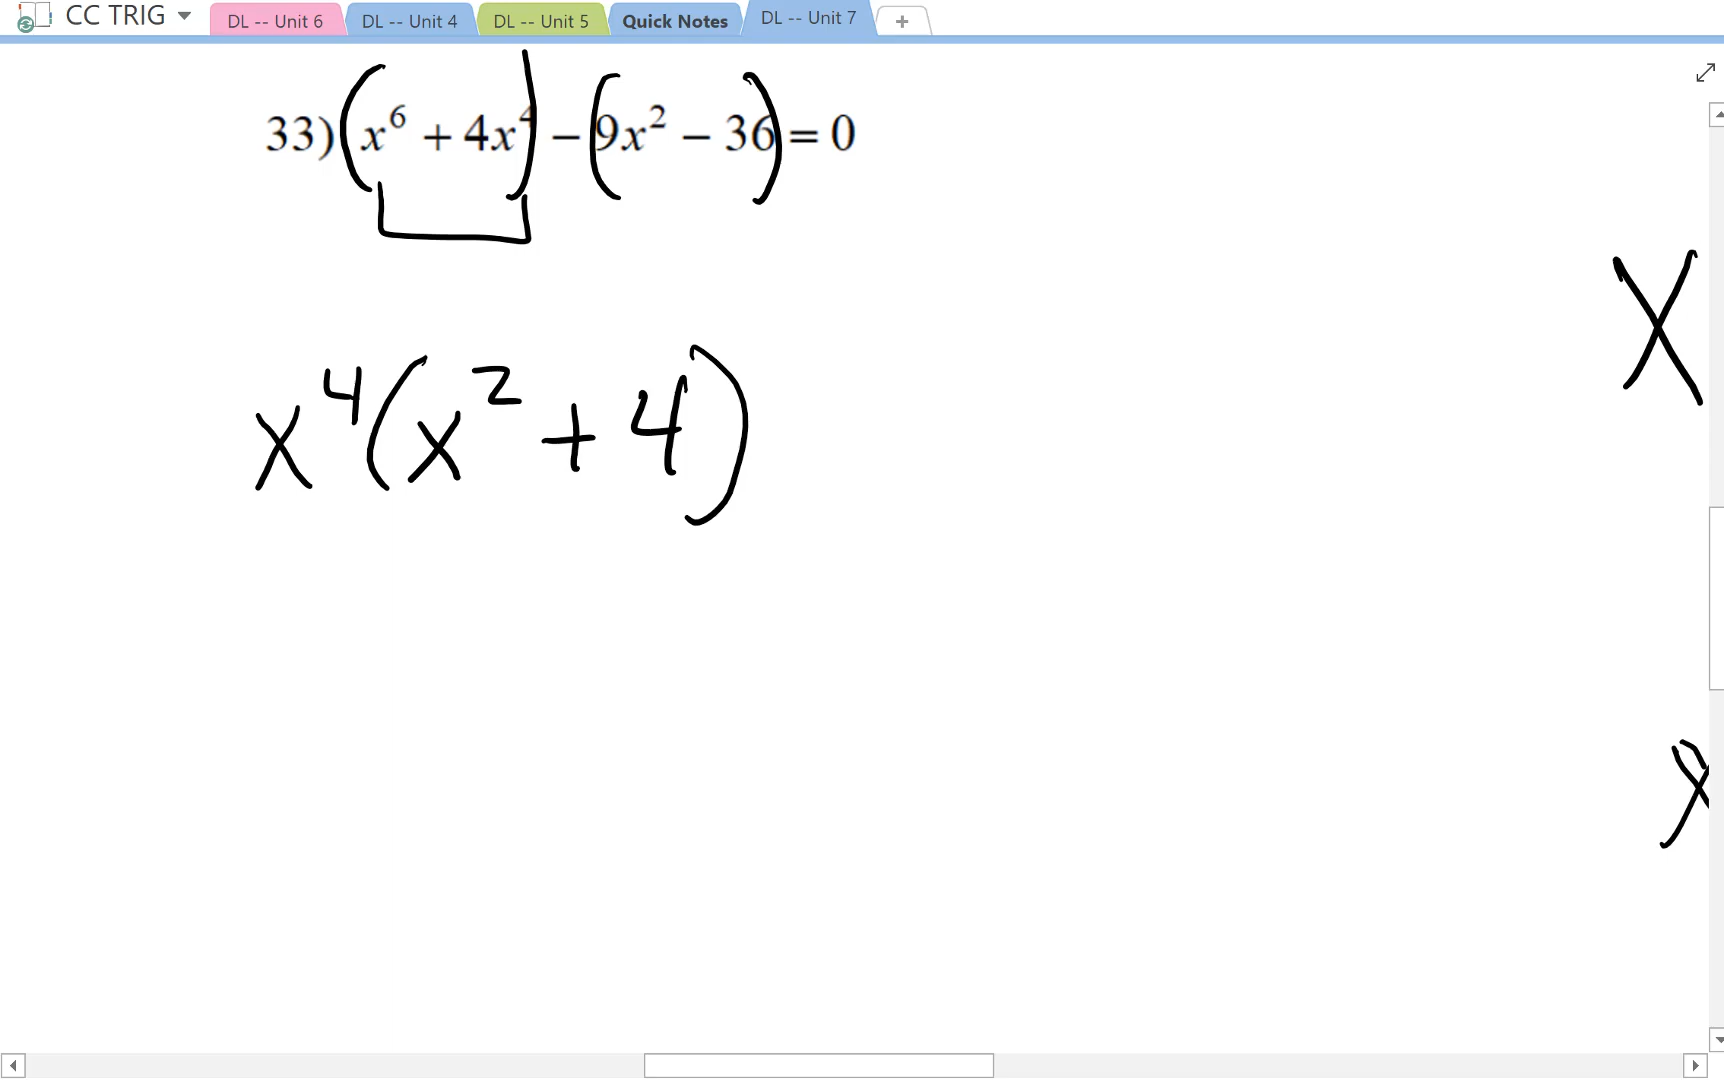 CC TRIG DL -- Unit 6 DL -- Unit 4 DL -- Unit 5 Quick Notes DL -- Unit 7 +
33) (x⁶ + 4x⁴) − (9x² − 36) = 0
x⁴(x² + 4)
X
x